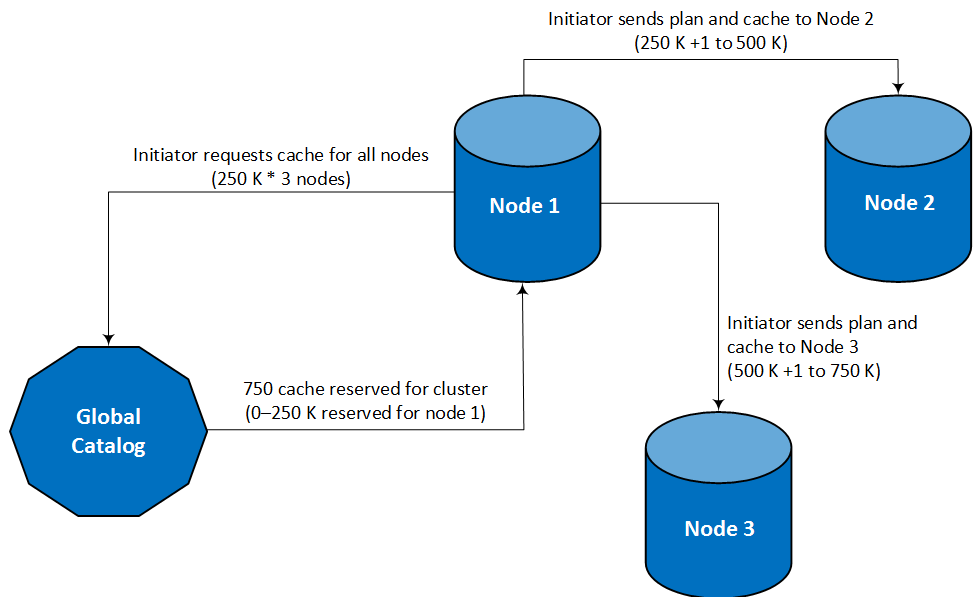 Initiator sends plan and cache to Node 2
(250 K +1 to 500 K)
Initiator requests cache for all nodes
(250 K * 3 nodes)
Node 1
Node 2
Initiator sends plan and
cache to Node 3
(500 K +1 to 750 K)
750 cache reserved for cluster
(0–250 K reserved for node 1)
Global
Catalog
Node 3